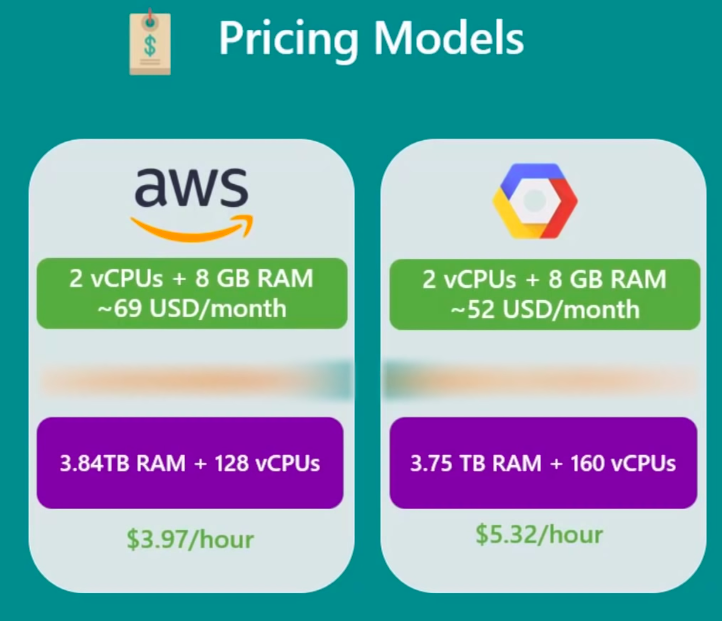 $
Pricing Models
aws
2 vCPUs + 8 GB RAM
~69 USD/month
3.84TB RAM + 128 vCPUs
$3.97/hour
2 vCPUs + 8 GB RAM
~52 USD/month
3.75 TB RAM + 160 vCPUs
$5.32/hour